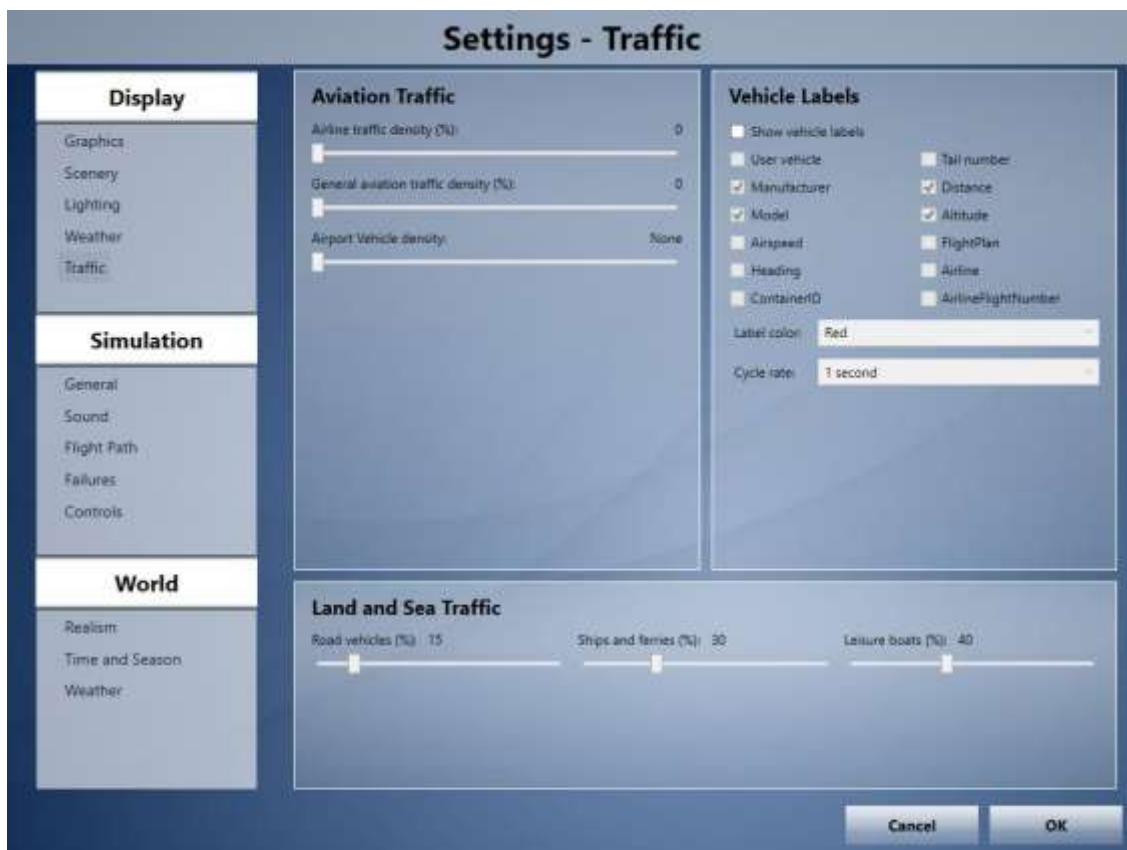 Settings - Traffic
Display
Graphics
Scenery
Lighting
Weather
Traffic
Simulation
General
Sound
Flight Path
Failures
Controls
World
Realism
Time and Season
Weather
Aviation Traffic
Airline traffic density (%): 0
General aviation traffic density (%): 0
Airport Vehicle density: None
Vehicle Labels
Show vehicle labels
User vehicle Tail number
Manufacturer Distance
Model Altitude
Airspeed FlightPlan
Heading Airline
ContainerID AirlineFlightNumber
Label color: Red
Cycle rate: 1 second
Land and Sea Traffic
Road vehicles (%): 15 Ships and ferries (%): 30 Leisure boats (%): 40
Cancel OK